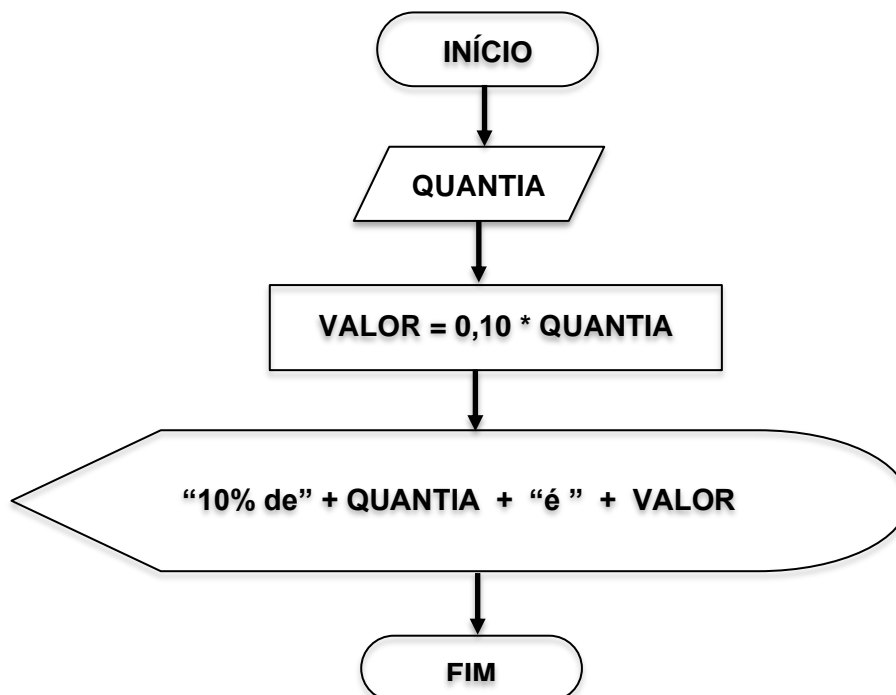 INÍCIO
QUANTIA
VALOR = 0,10 * QUANTIA
“10% de” + QUANTIA + “é ” + VALOR
FIM